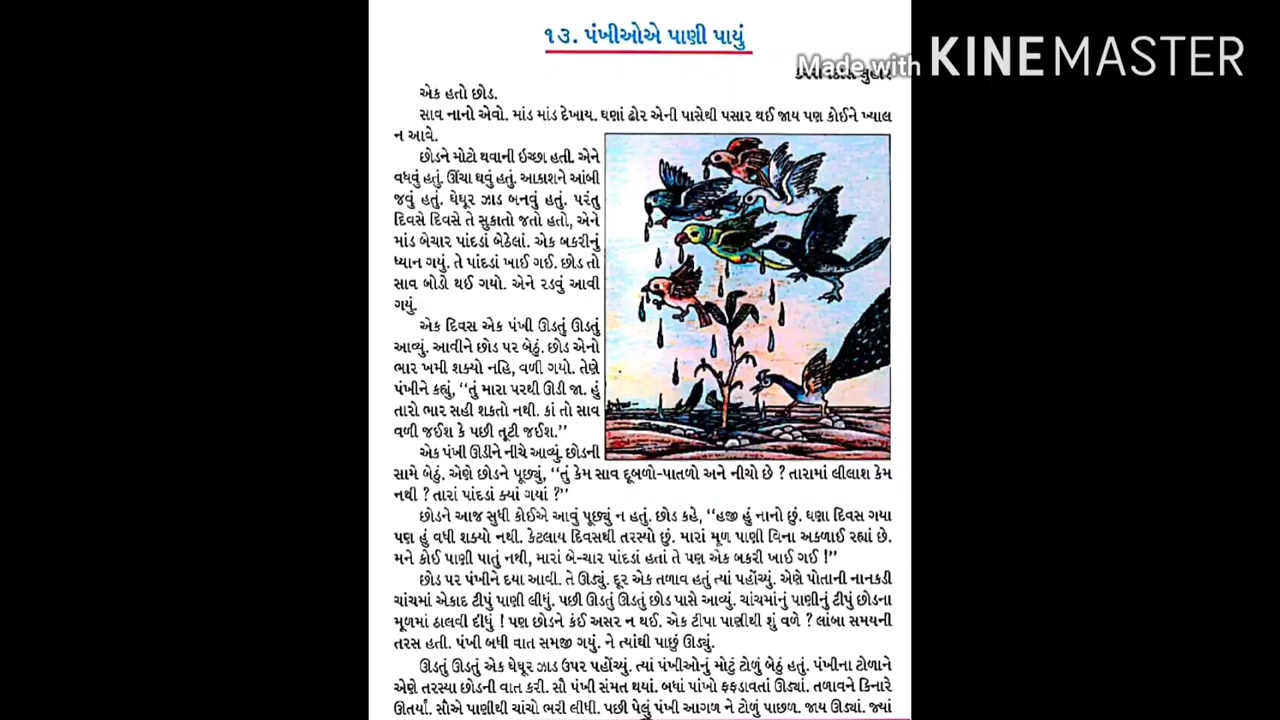 ૧૩. પંખીઓએ પાણી પાયું
Made with KINEMASTER
એક હતો છોડ.
સાવ નાનો એવો. માંડ માંડ દેખાય. ઘણાં ઢોર એની પાસેથી પસાર થઈ જાય પણ કોઈને ખ્યાલ
ન આવે.
છોડને મોટો થવાની ઇચ્છા હતી. એને
વધવું હતું. ઊંચા થવું હતું. આકાશને આંબી
જવું હતું. ઘેઘૂર ઝાડ બનવું હતું. પરંતુ
દિવસે દિવસે તે સુકાતો જતો હતો, એને
માંડ બેચાર પાંદડાં બેઠેલાં. એક બકરીનું
ધ્યાન ગયું. તે પાંદડાં ખાઈ ગઈ. છોડ તો
સાવ બોડો થઈ ગયો. એને રડવું આવી
ગયું.
એક દિવસ એક પંખી ઊડતું ઊડતું
આવ્યું. આવીને છોડ પર બેઠું. છોડ એનો
ભાર ખમી શક્યો નહિ, વળી ગયો. તેણે
પંખીને કહ્યું, ‘‘તું મારા પરથી ઊડી જા. હું
તારો ભાર સહી શકતો નથી. કાં તો સાવ
વળી જઈશ કે પછી તૂટી જઈશ.’’
એક પંખી ઊડીને નીચે આવ્યું. છોડની
સામે બેઠું. એણે છોડને પૂછ્યું, ‘‘તું કેમ સાવ દૂબળો-પાતળો અને નીચો છે ? તારામાં લીલાશ કેમ
નથી ? તારાં પાંદડાં ક્યાં ગયાં ?’’
છોડને આજ સુધી કોઈએ આવું પૂછ્યું ન હતું. છોડ કહે, ‘‘હજી હું નાનો છું. ઘણા દિવસ ગયા
પણ હું વધી શક્યો નથી. કેટલાય દિવસથી તરસ્યો છું. મારાં મૂળ પાણી વિના અકળાઈ રહ્યાં છે.
મને કોઈ પાણી પાતું નથી, મારાં બે-ચાર પાંદડાં હતાં તે પણ એક બકરી ખાઈ ગઈ !’’
છોડ પર પંખીને દયા આવી. તે ઊડ્યું. દૂર એક તળાવ હતું ત્યાં પહોંચ્યું. એણે પોતાની નાનકડી
ચાંચમાં એકાદ ટીપું પાણી લીધું. પછી ઊડતું ઊડતું છોડ પાસે આવ્યું. ચાંચમાંનું પાણીનું ટીપું છોડના
મૂળમાં ઠાલવી દીધું ! પણ છોડને કંઈ અસર ન થઈ. એક ટીપા પાણીથી શું વળે ? લાંબા સમયની
તરસ હતી. પંખી બધી વાત સમજી ગયું. ને ત્યાંથી પાછું ઊડ્યું.
ઊડતું ઊડતું એક ઘેઘૂર ઝાડ ઉપર પહોંચ્યું. ત્યાં પંખીઓનું મોટું ટોળું બેઠું હતું. પંખીના ટોળાને
એણે તરસ્યા છોડની વાત કરી. સૌ પંખી સંમત થયાં. બધાં પાંખો ફફડાવતાં ઊડ્યાં. તળાવને કિનારે
ઊતર્યાં. સૌએ પાણીથી ચાંચો ભરી લીધી. પછી પેલું પંખી આગળ ને ટોળું પાછળ. જાય ઊડ્યાં. જ્યાં